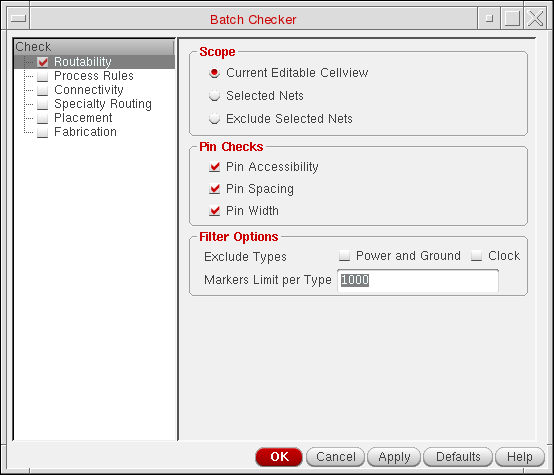 Batch Checker
Check
Routability
Process Rules
Connectivity
Specialty Routing
Placement
Fabrication
Scope
Current Editable Cellview
Selected Nets
Exclude Selected Nets
Pin Checks
Pin Accessibility
Pin Spacing
Pin Width
Filter Options
Exclude Types Power and Ground Clock
Markers Limit per Type 1000
OK Cancel Apply Defaults Help